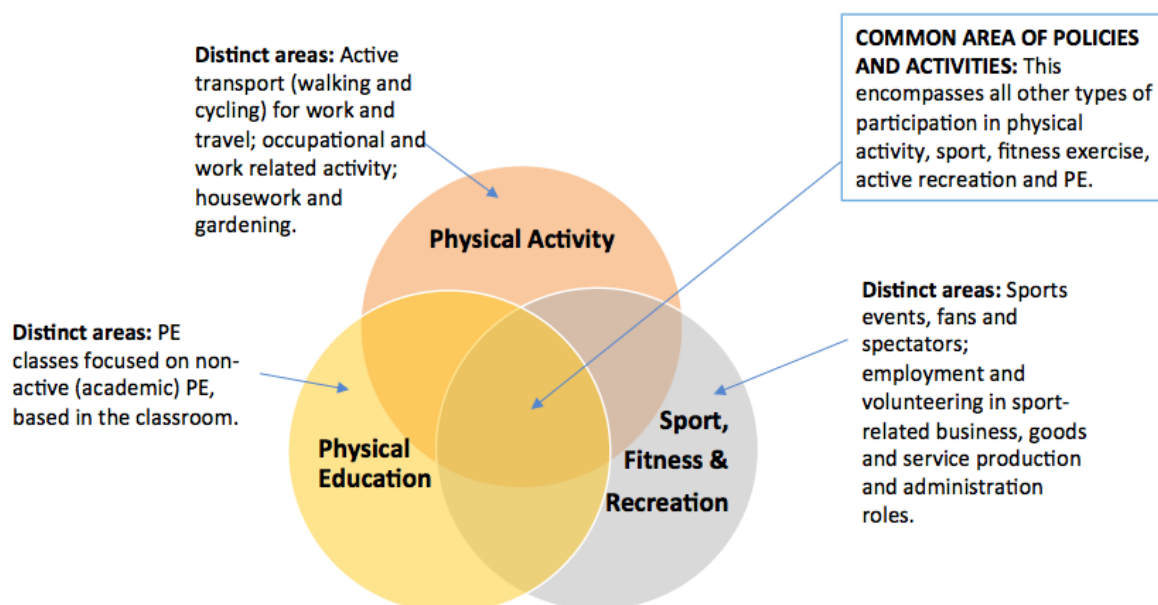 Distinct areas: Active
transport (walking and
cycling) for work and
travel; occupational and
work related activity;
housework and
gardening.
COMMON AREA OF POLICIES
AND ACTIVITIES: This
encompasses all other types of
participation in physical
activity, sport, fitness exercise,
active recreation and PE.
Physical Activity
Distinct areas: PE
classes focused on non-
active (academic) PE,
based in the classroom.
Physical
Education
Sport,
Fitness &
Recreation
Distinct areas: Sports
events, fans and
spectators;
employment and
volunteering in sport-
related business, goods
and service production
and administration
roles.